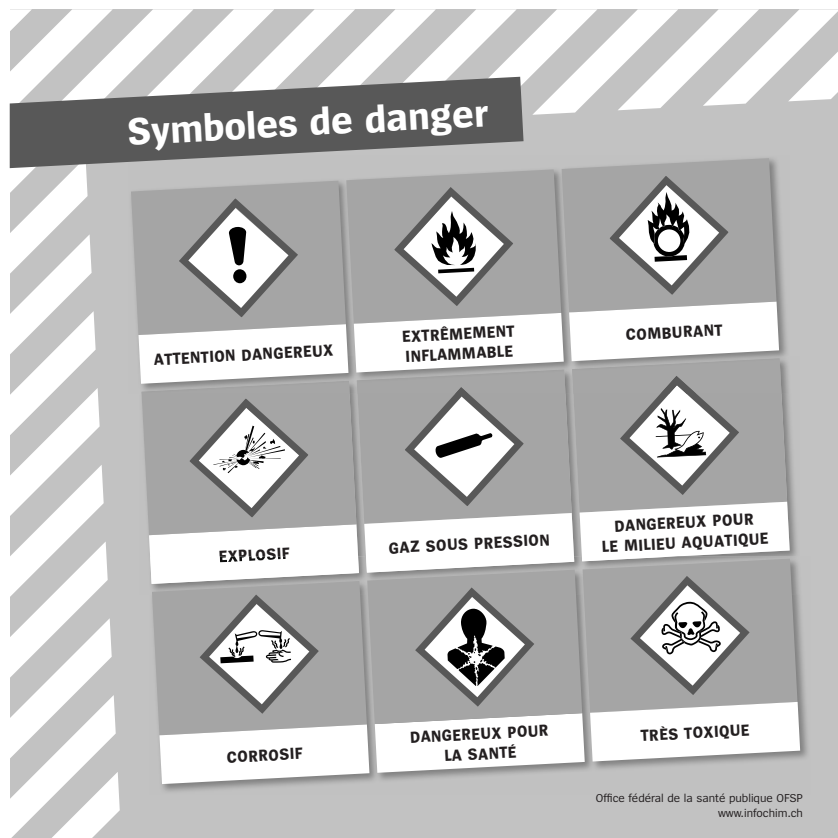 Symboles de danger
ATTENTION DANGEREUX
EXTRÊMEMENT
INFLAMMABLE
COMBURANT
EXPLOSIF
GAZ SOUS PRESSION
DANGEREUX POUR
LE MILIEU AQUATIQUE
CORROSIF
DANGEREUX POUR
LA SANTÉ
TRÈS TOXIQUE
Office fédéral de la santé publique OFSP
www.infochim.ch